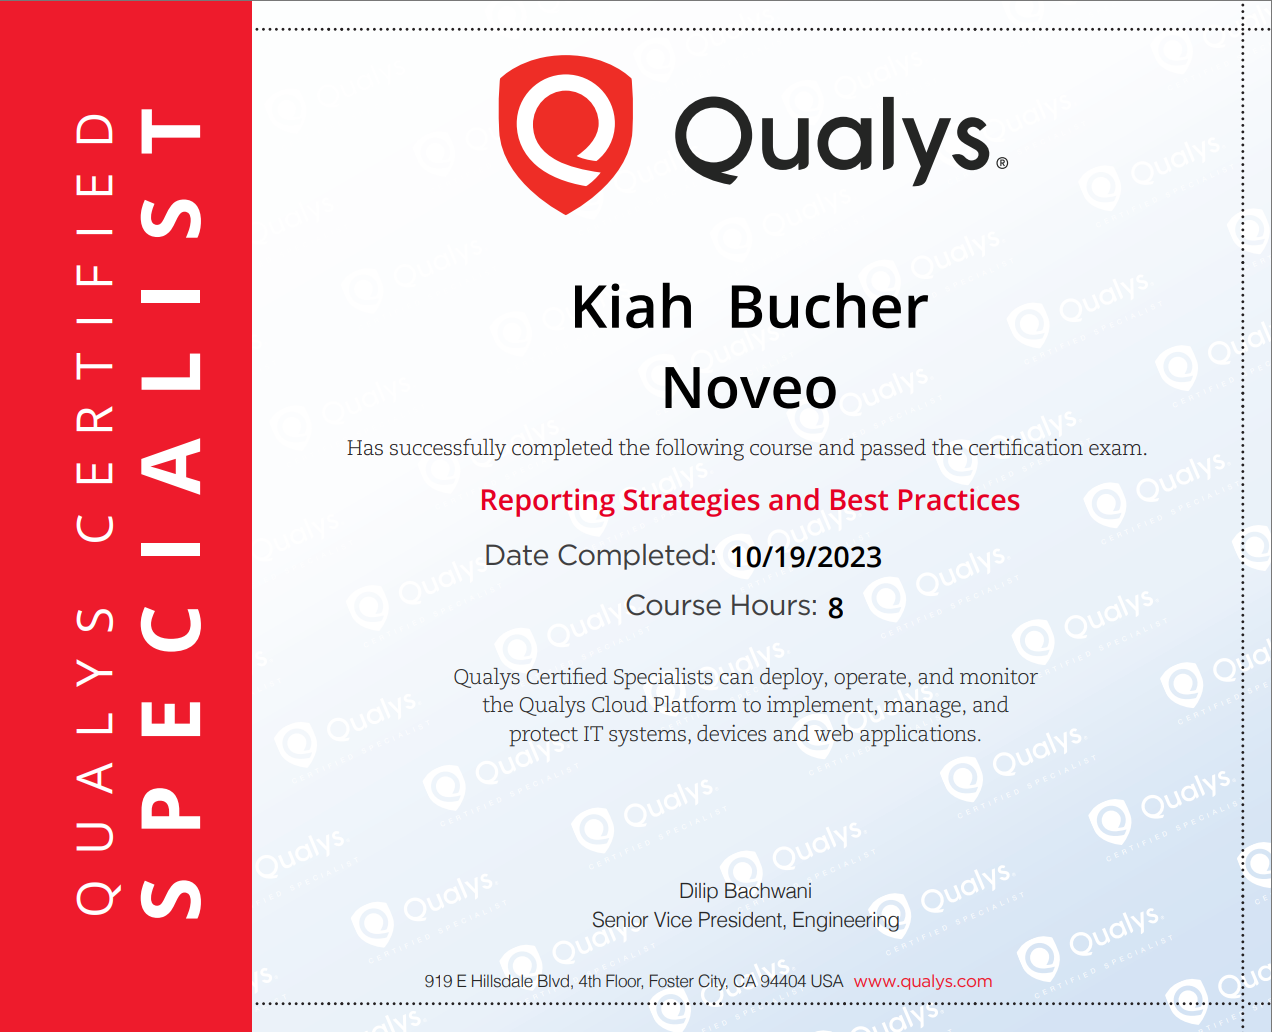 QUALYS CERTIFIED
SPECIALIST
Qualys®
Kiah Bucher
Noveo
Has successfully completed the following course and passed the certification exam.
Reporting Strategies and Best Practices
Date Completed: 10/19/2023
Course Hours: 8
Qualys Certified Specialists can deploy, operate, and monitor
the Qualys Cloud Platform to implement, manage, and
protect IT systems, devices and web applications.
Dilip Bachwani
Senior Vice President, Engineering
919 E Hillsdale Blvd, 4th Floor, Foster City, CA 94404 USA www.qualys.com